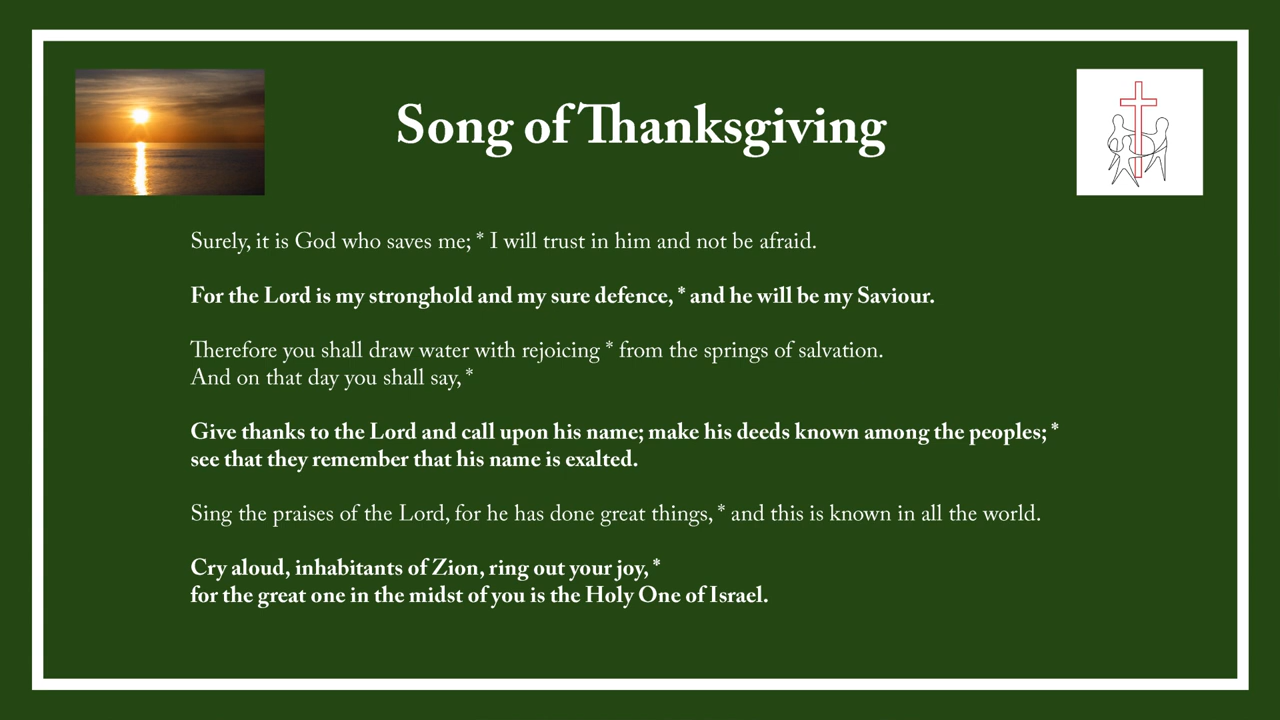 Song of Thanksgiving
Surely, it is God who saves me; * I will trust in him and not be afraid.
For the Lord is my stronghold and my sure defence, * and he will be my Saviour.
Therefore you shall draw water with rejoicing * from the springs of salvation.
And on that day you shall say, *
Give thanks to the Lord and call upon his name; make his deeds known among the peoples; *
see that they remember that his name is exalted.
Sing the praises of the Lord, for he has done great things, * and this is known in all the world.
Cry aloud, inhabitants of Zion, ring out your joy, *
for the great one in the midst of you is the Holy One of Israel.